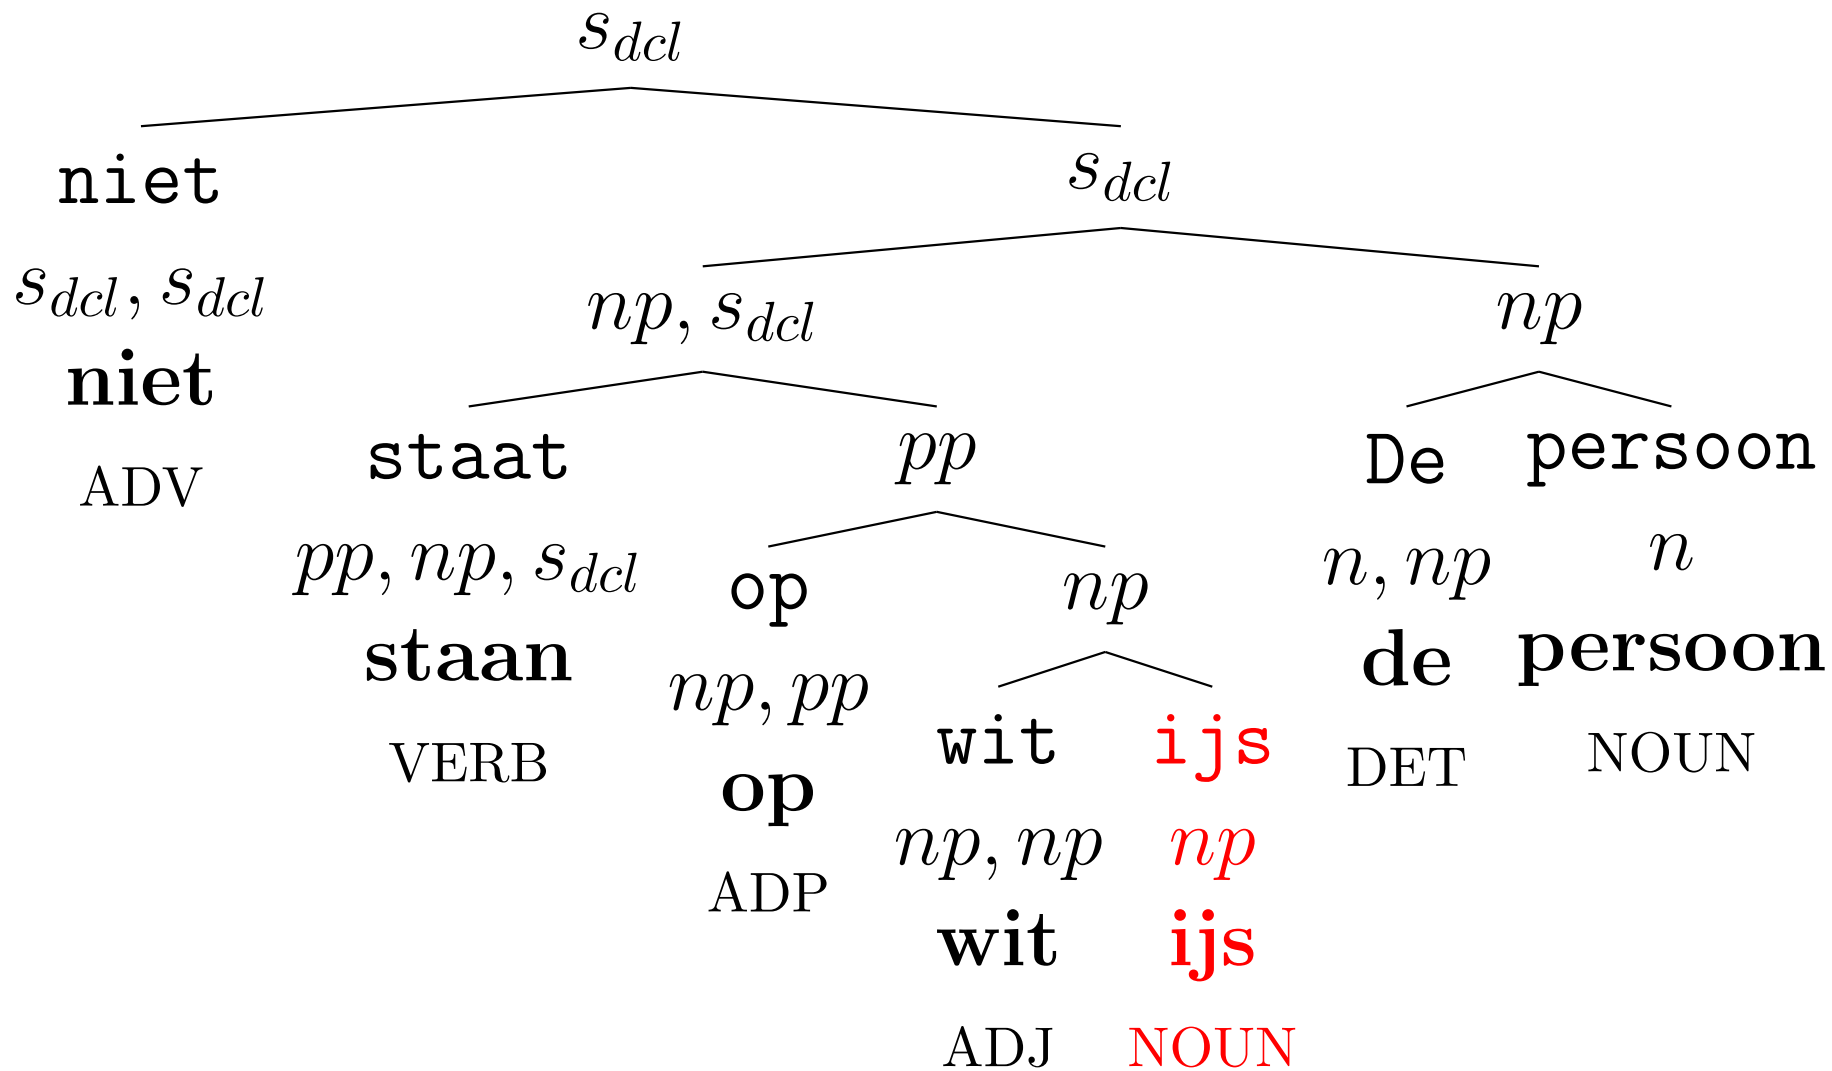 s_dcl
niet s_dcl
s_dcl, s_dcl np, s_dcl np
niet staat pp De persoon
ADV pp, np, s_dcl op np n, np n
staan np, pp wit ijs de persoon
VERB op np, np np DET NOUN
ADP wit ijs
ADJ NOUN